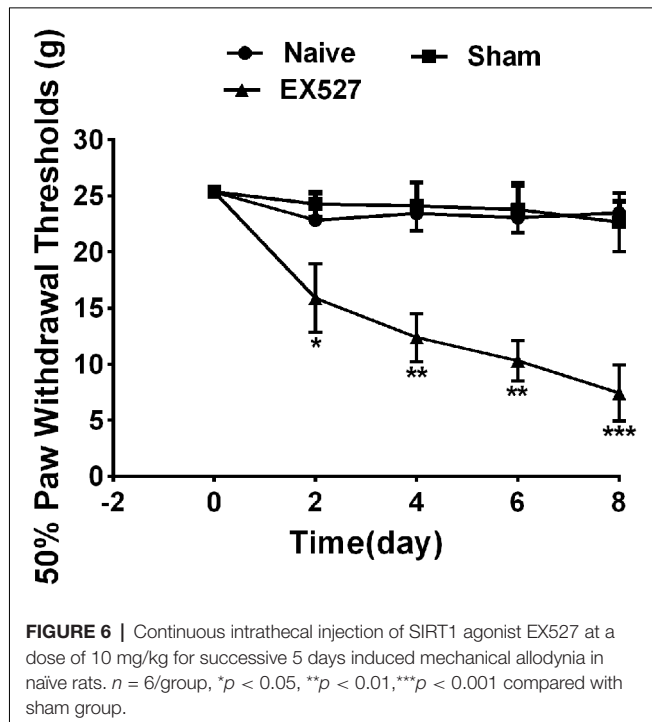 Naive Sham
EX527
50% Paw Withdrawal Thresholds (g)
30
25
20
15
10
5
0
* ** ** ***
-2 0 2 4 6 8
Time(day)
FIGURE 6 | Continuous intrathecal injection of SIRT1 agonist EX527 at a
dose of 10 mg/kg for successive 5 days induced mechanical allodynia in
naïve rats. n = 6/group, *p < 0.05, **p < 0.01,***p < 0.001 compared with
sham group.